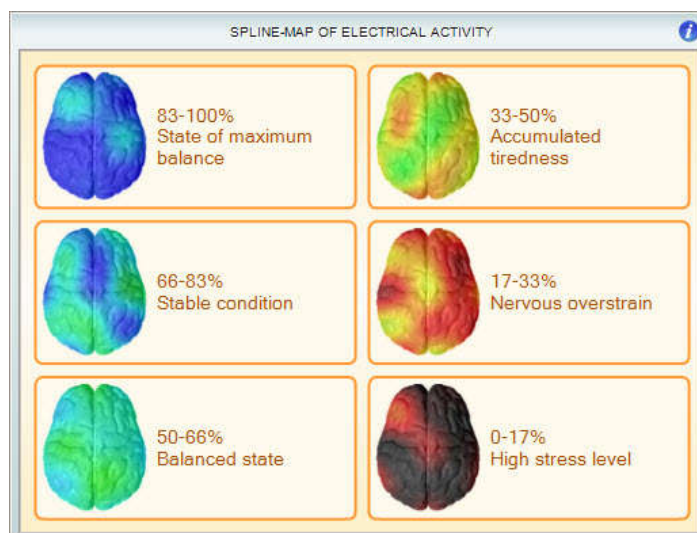 SPLINE-MAP OF ELECTRICAL ACTIVITY
i
83-100%
State of maximum
balance
33-50%
Accumulated
tiredness
66-83%
Stable condition
17-33%
Nervous overstrain
50-66%
Balanced state
0-17%
High stress level